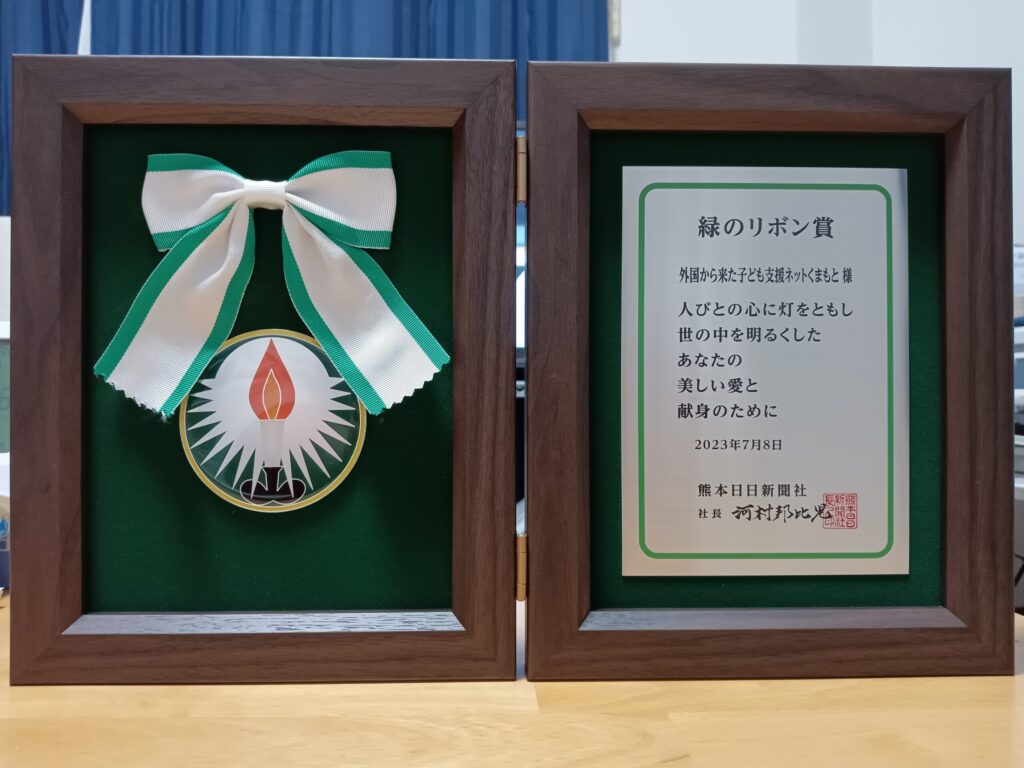 緑のリボン賞
外国から来た子ども支援ネットくまもと 様
人びとの心に灯をともし
世の中を明るくした
あなたの
美しい愛と
献身のために
2023年7月8日
熊本日日新聞社
社長 河村邦比児